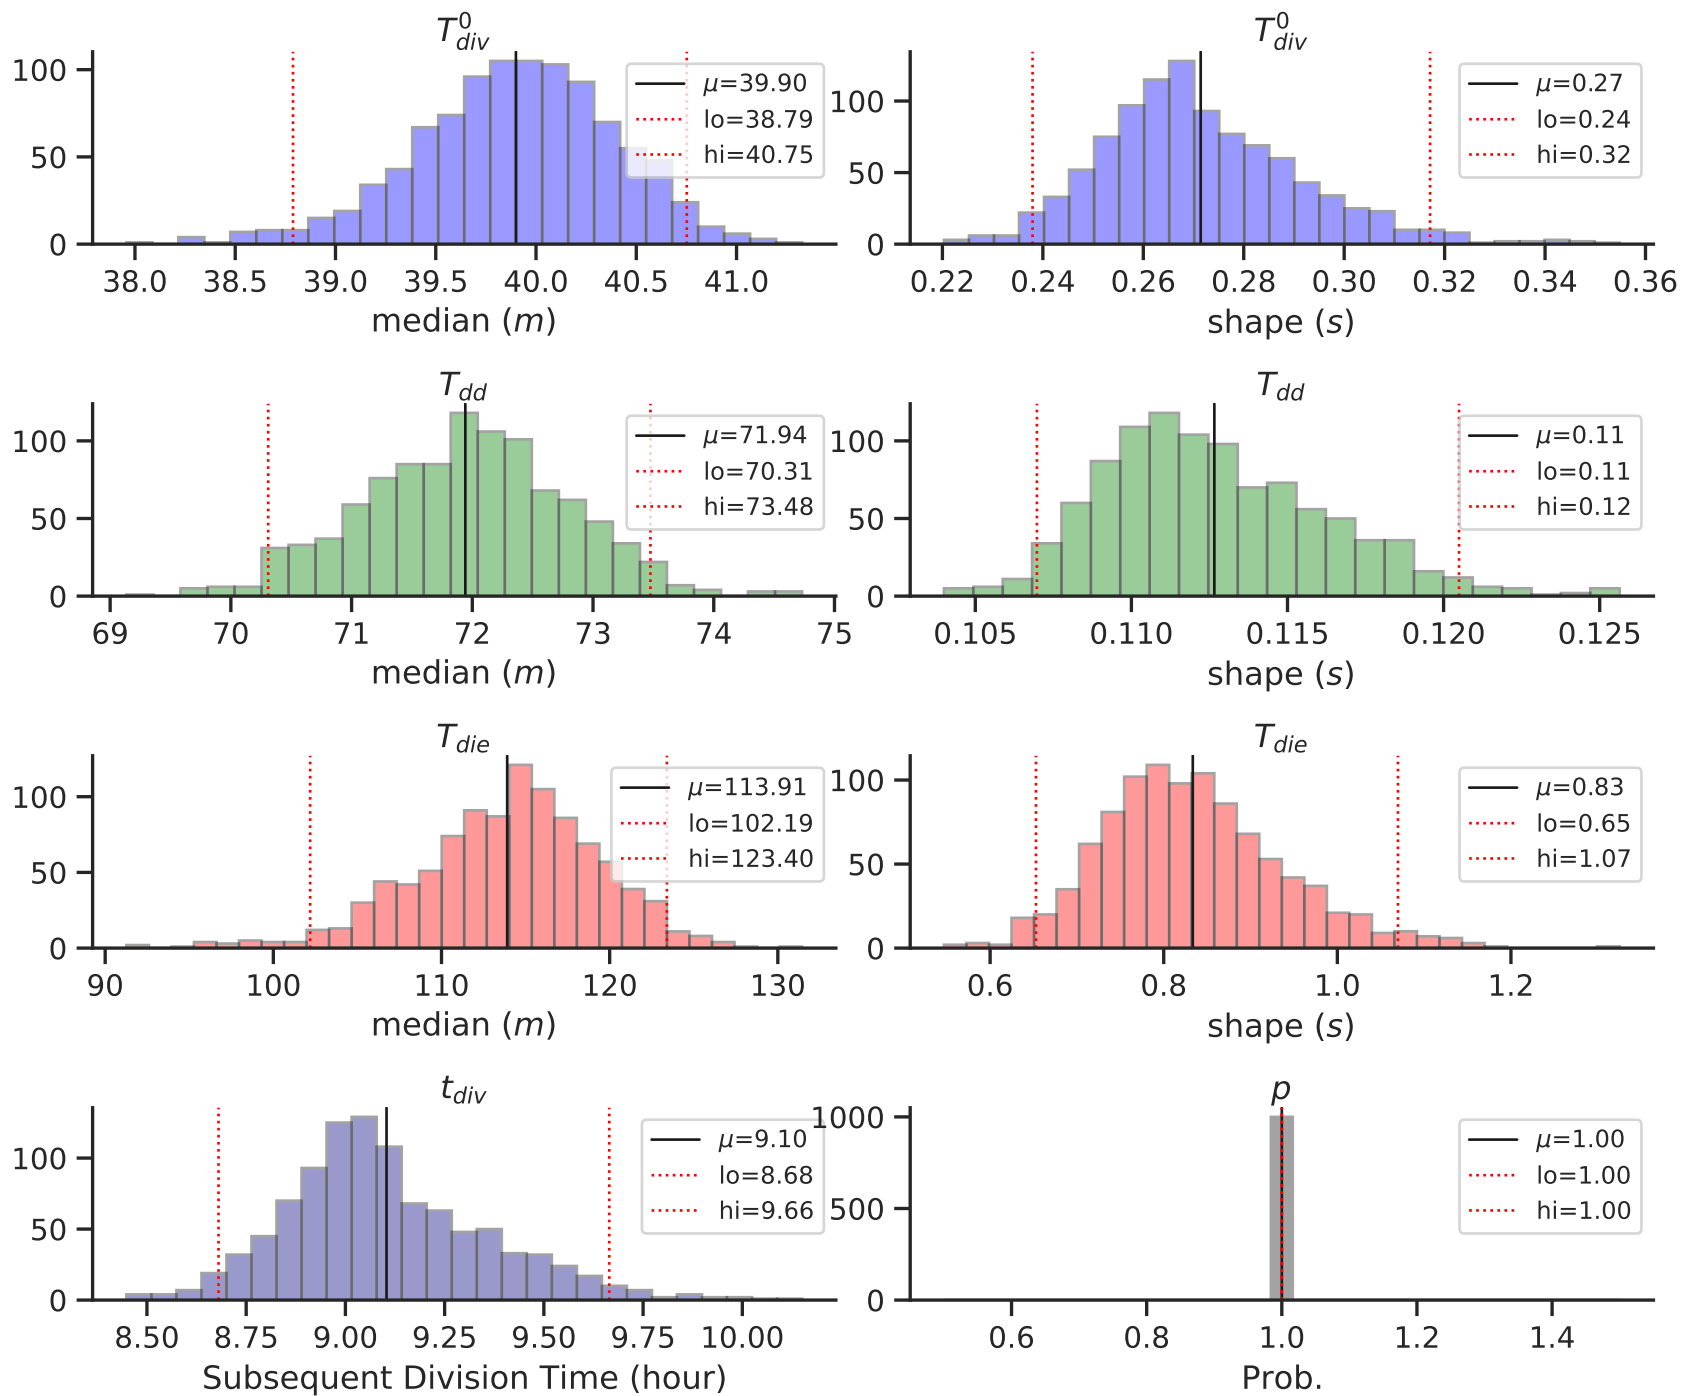 T⁰div
100
50
0
μ=39.90
lo=38.79
hi=40.75
38.0 38.5 39.0 39.5 40.0 40.5 41.0
median (m)
T⁰div
100
50
0
μ=0.27
lo=0.24
hi=0.32
0.22 0.24 0.26 0.28 0.30 0.32 0.34 0.36
shape (s)
Tdd
100
50
0
μ=71.94
lo=70.31
hi=73.48
69 70 71 72 73 74 75
median (m)
Tdd
100
50
0
μ=0.11
lo=0.11
hi=0.12
0.105 0.110 0.115 0.120 0.125
shape (s)
Tdie
100
50
0
μ=113.91
lo=102.19
hi=123.40
90 100 110 120 130
median (m)
Tdie
100
50
0
μ=0.83
lo=0.65
hi=1.07
0.6 0.8 1.0 1.2
shape (s)
tdiv
100
50
0
μ=9.10
lo=8.68
hi=9.66
8.50 8.75 9.00 9.25 9.50 9.75 10.00
Subsequent Division Time (hour)
p
1000
500
0
μ=1.00
lo=1.00
hi=1.00
0.6 0.8 1.0 1.2 1.4
Prob.